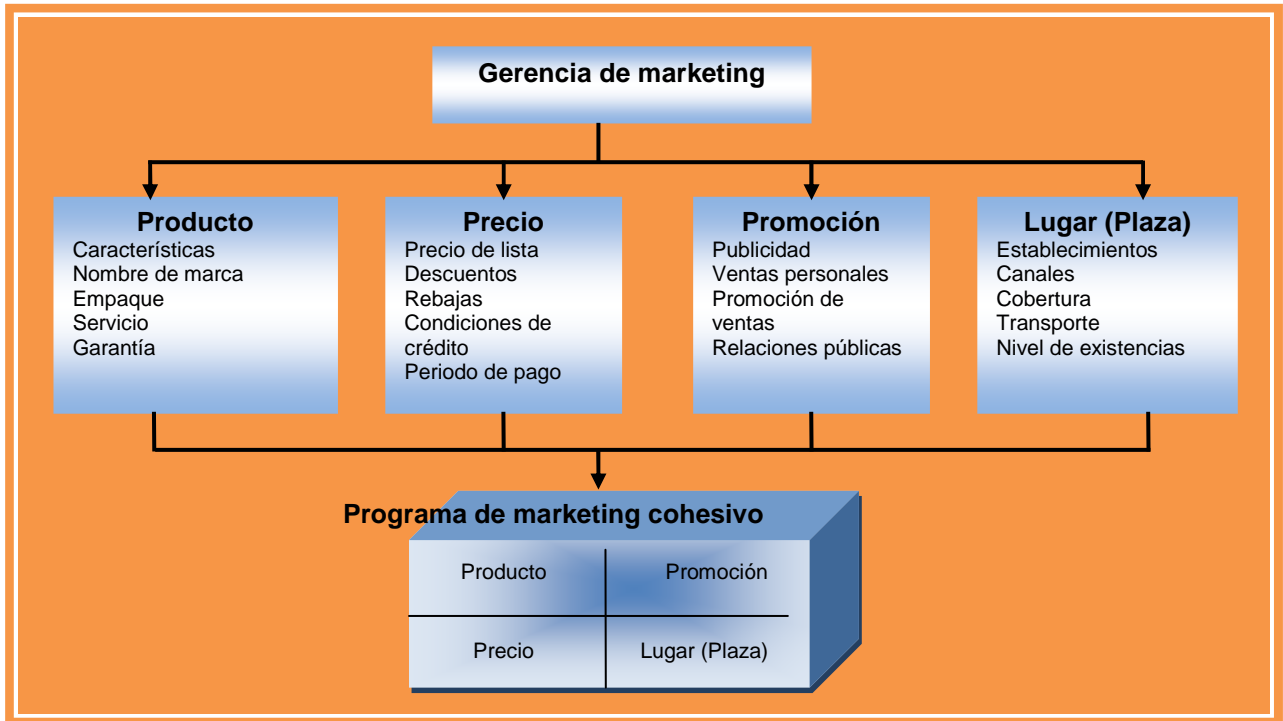 Gerencia de marketing
Producto
Características
Nombre de marca
Empaque
Servicio
Garantía
Precio
Precio de lista
Descuentos
Rebajas
Condiciones de
crédito
Periodo de pago
Promoción
Publicidad
Ventas personales
Promoción de
ventas
Relaciones públicas
Lugar (Plaza)
Establecimientos
Canales
Cobertura
Transporte
Nivel de existencias
Programa de marketing cohesivo
Producto
Promoción
Precio
Lugar (Plaza)